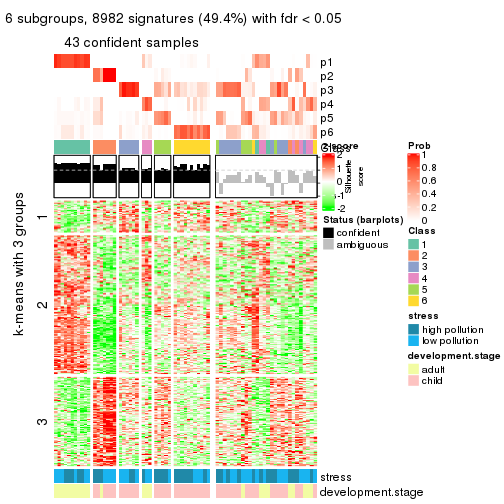 6 subgroups, 8982 signatures (49.4%) with fdr < 0.05
43 confident samples
p1
p2
p3
p4
p5
p6
Class
z-score
2
1
0
-1
-2
Silhouette
score
k-means with 3 groups
1
2
3
Status (barplots)
confident
ambiguous
Prob
1
0.8
0.6
0.4
0.2
0
Class
1
2
3
4
5
6
stress
high pollution
low pollution
development.stage
adult
child
stress
development.stage